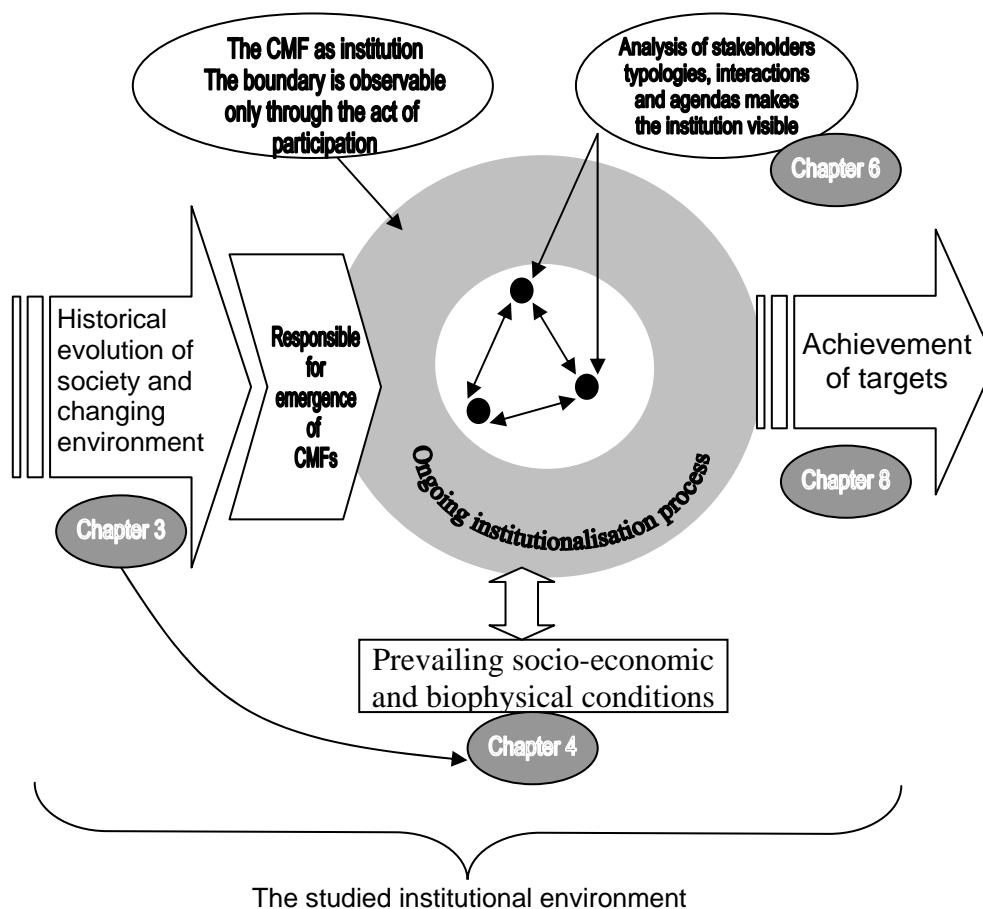 The CMF as institution
The boundary is observable
only through the act of
participation
Analysis of stakeholders
typologies, interactions
and agendas makes
the institution visible
Chapter 6
Historical
evolution of
society and
changing
environment
Responsible
for
emergence
of
CMFs
Achievement
of targets
Chapter 3
Chapter 8
Ongoing institutionalisation process
Prevailing socio-economic
and biophysical conditions
Chapter 4
The studied institutional environment